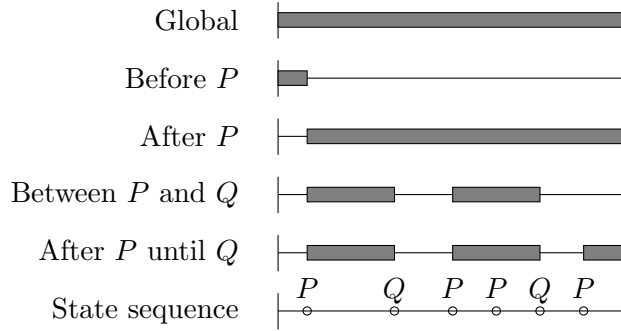 Global
Before P
After P
Between P and Q
After P until Q
P Q P P Q P
State sequence